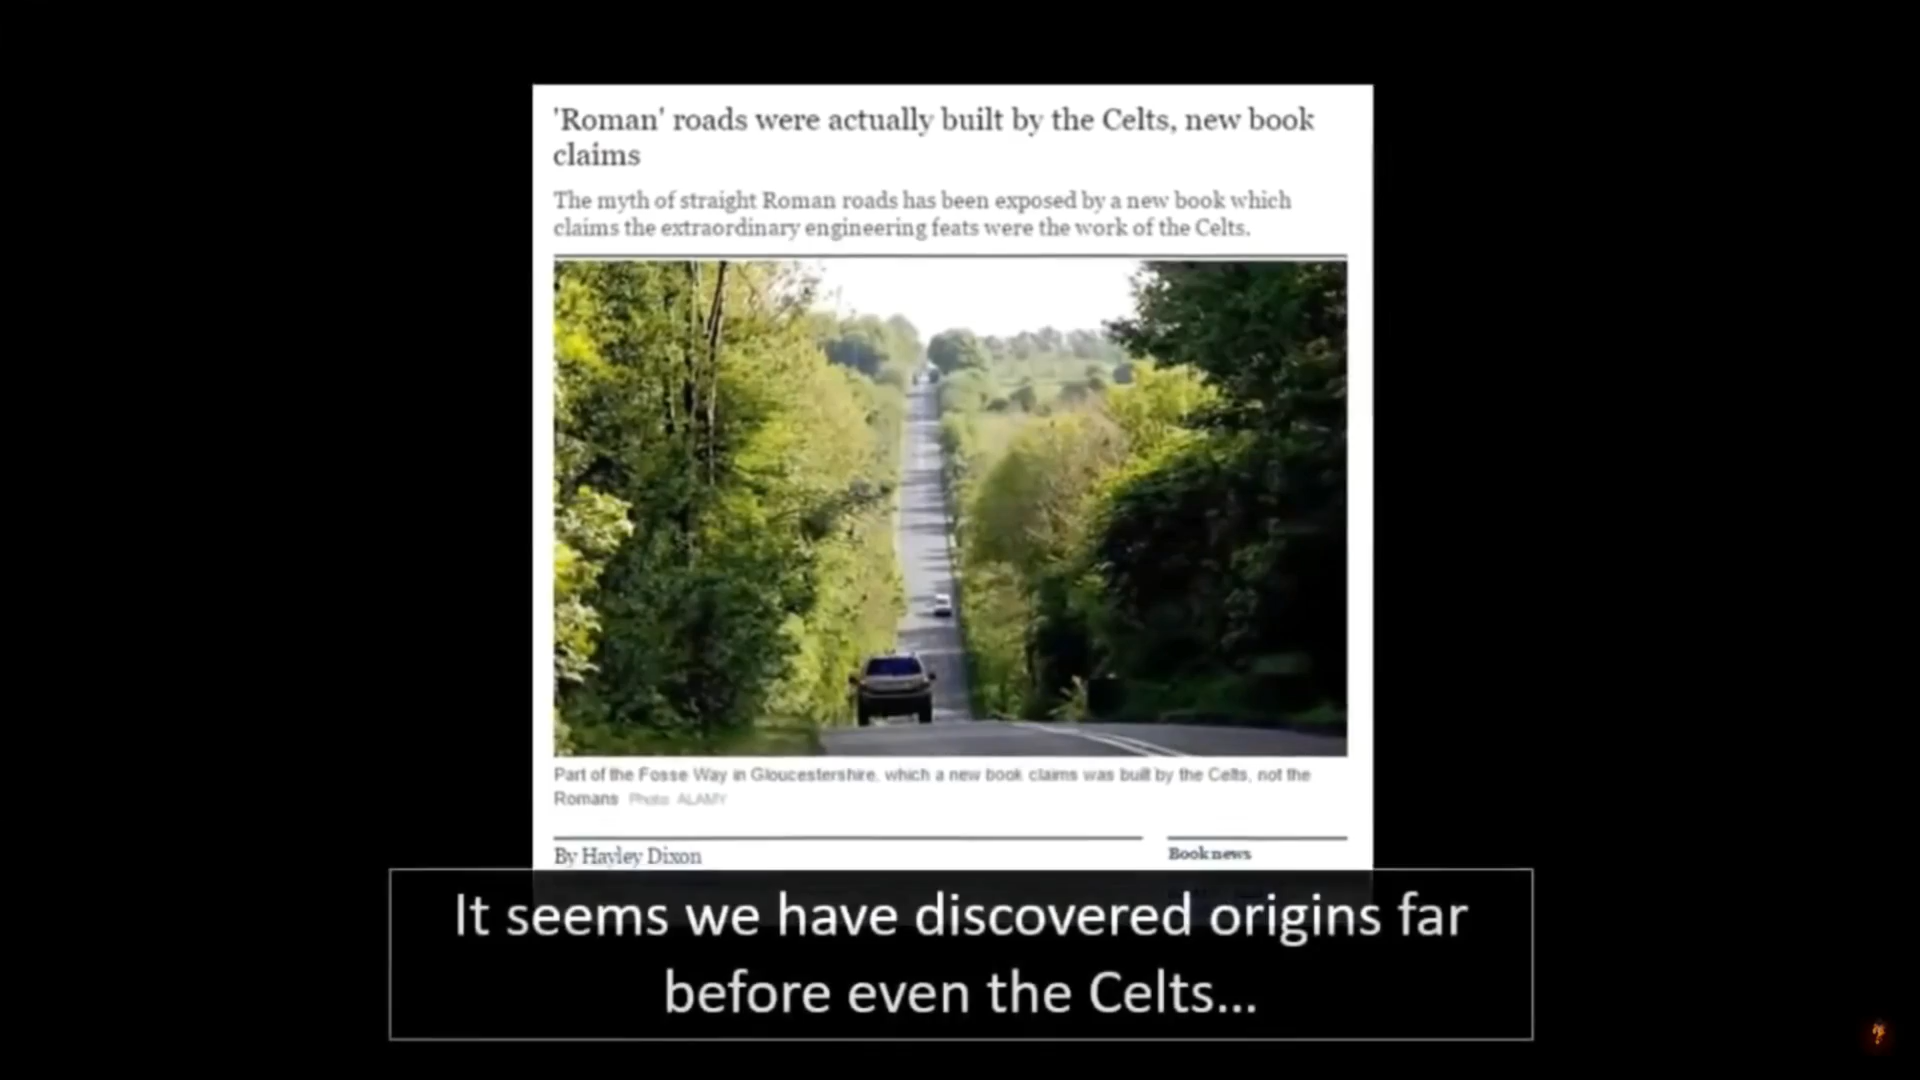 'Roman' roads were actually built by the Celts, new book
claims
The myth of straight Roman roads has been exposed by a new book which
claims the extraordinary engineering feats were the work of the Celts.
Part of the Fosse Way in Gloucestershire, which a new book claims was built by the Celts, not the
Romans Photo: ALAMY
By Hayley Dixon
Book news
It seems we have discovered origins far
before even the Celts...